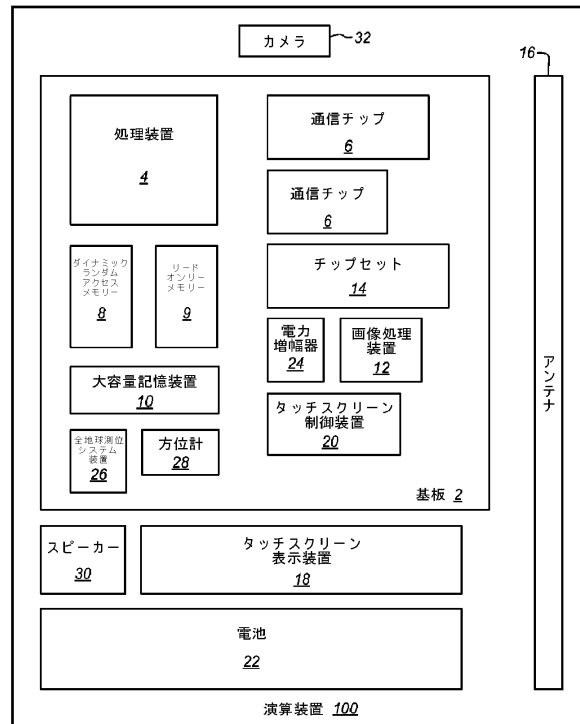 カメラ
32
16
処理装置
4
通信チップ
6
通信チップ
6
ダイナミック
ランダム
アクセス
メモリー
8
リード
オンリー
メモリー
9
チップセット
14
電力
増幅器
24
画像処理
装置
12
大容量記憶装置
10
タッチスクリーン
制御装置
20
全地球測位
システム
装置
26
方位計
28
基板 2
アンテナ
スピーカー
30
タッチスクリーン
表示装置
18
電池
22
演算装置 100